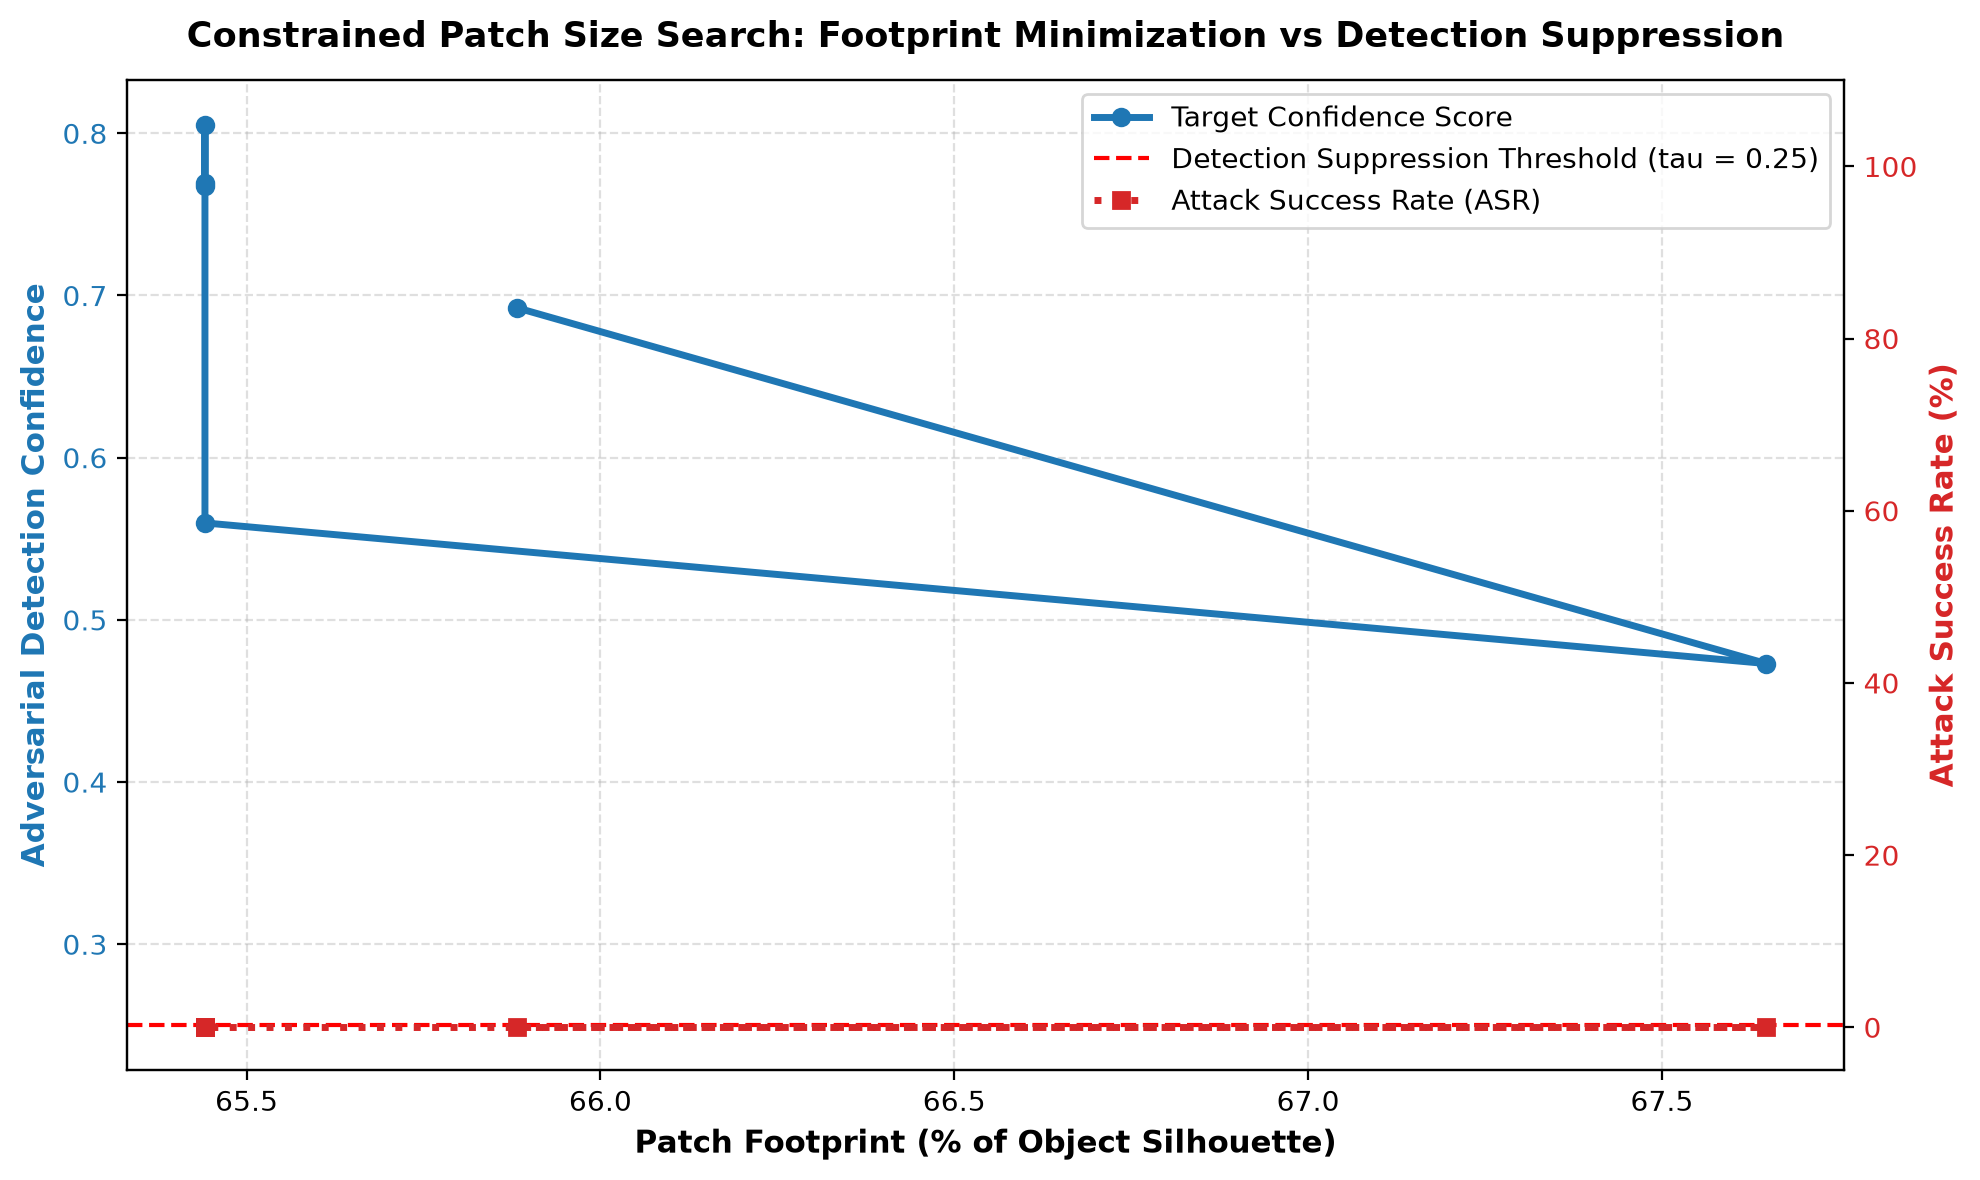 Constrained Patch Size Search: Footprint Minimization vs Detection Suppression
Target Confidence Score
Detection Suppression Threshold (tau = 0.25)
Attack Success Rate (ASR)
Adversarial Detection Confidence
0.8
0.7
0.6
0.5
0.4
0.3
100
80
60
40
20
0
Attack Success Rate (%)
65.5
66.0
66.5
67.0
67.5
Patch Footprint (% of Object Silhouette)